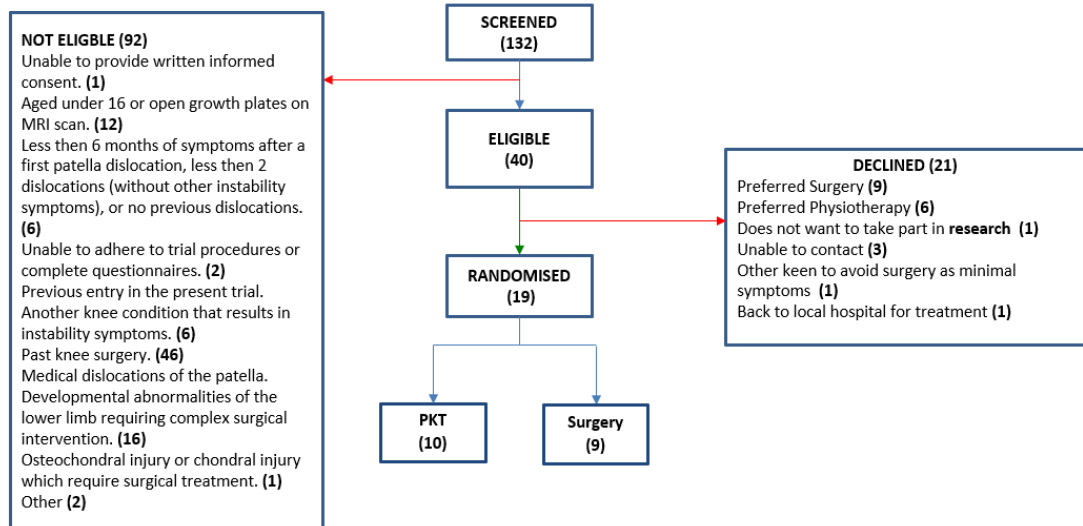 SCREENED
(132)
NOT ELIGBLE (92)
Unable to provide written informed
consent. (1)
Aged under 16 or open growth plates on
MRI scan. (12)
Less then 6 months of symptoms after a
first patella dislocation, less then 2
dislocations (without other instability
symptoms), or no previous dislocations.
(6)
Unable to adhere to trial procedures or
complete questionnaires. (2)
Previous entry in the present trial.
Another knee condition that results in
instability symptoms. (6)
Past knee surgery. (46)
Medical dislocations of the patella.
Developmental abnormalities of the
lower limb requiring complex surgical
intervention. (16)
Osteochondral injury or chondral injury
which require surgical treatment. (1)
Other (2)
ELIGIBLE
(40)
DECLINED (21)
Preferred Surgery (9)
Preferred Physiotherapy (6)
Does not want to take part in research (1)
Unable to contact (3)
Other keen to avoid surgery as minimal
symptoms (1)
Back to local hospital for treatment (1)
RANDOMISED
(19)
PKT
(10)
Surgery
(9)